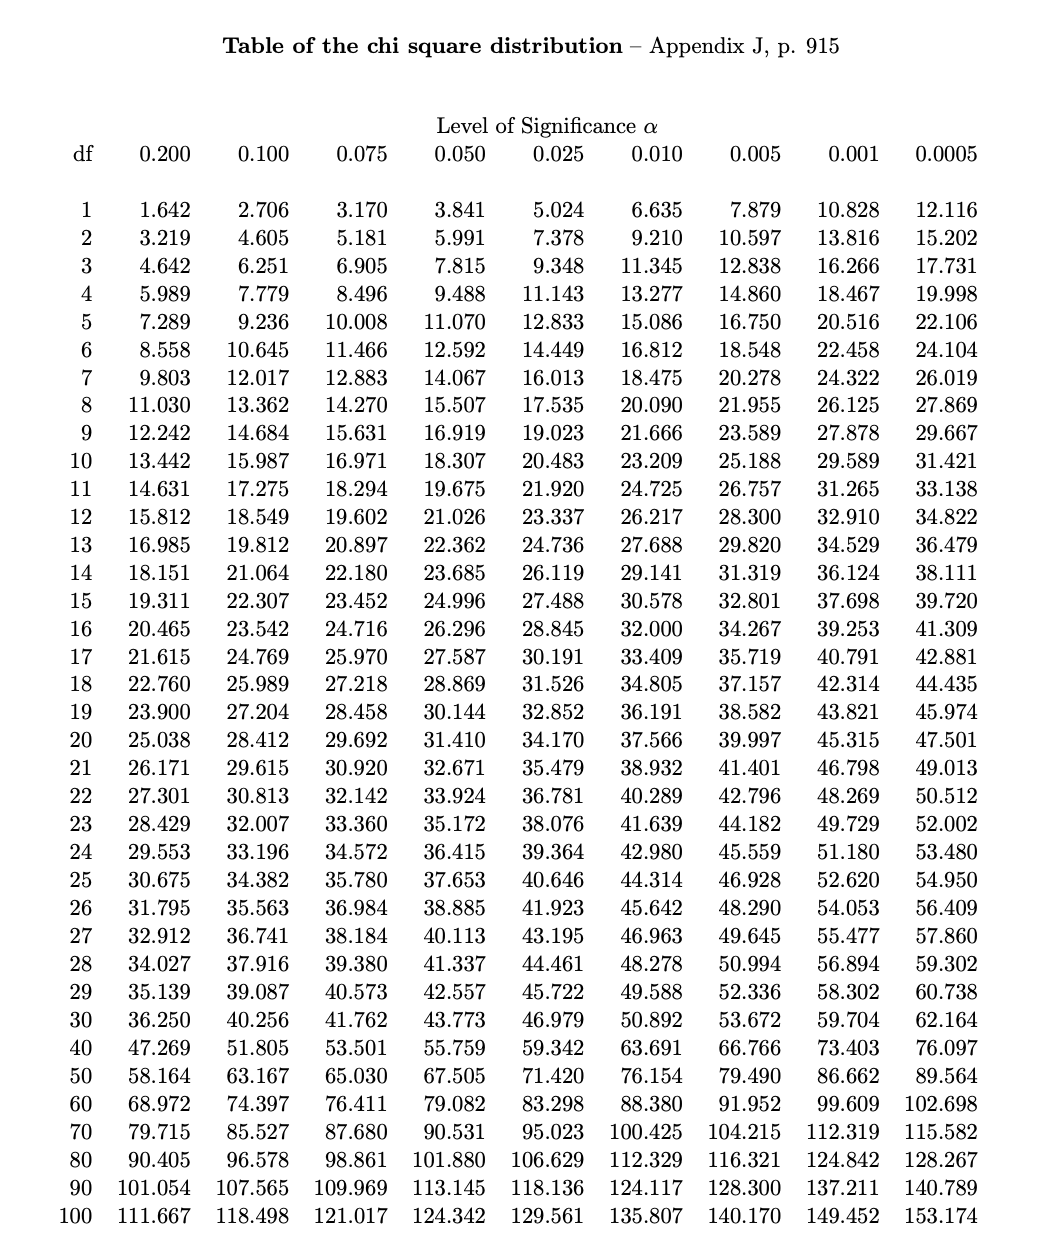 Table of the chi square distribution – Appendix J, p. 915
Level of Significance α
df 0.200 0.100 0.075 0.050 0.025 0.010 0.005 0.001 0.0005
1 1.642 2.706 3.170 3.841 5.024 6.635 7.879 10.828 12.116
2 3.219 4.605 5.181 5.991 7.378 9.210 10.597 13.816 15.202
3 4.642 6.251 6.905 7.815 9.348 11.345 12.838 16.266 17.731
4 5.989 7.779 8.496 9.488 11.143 13.277 14.860 18.467 19.998
5 7.289 9.236 10.008 11.070 12.833 15.086 16.750 20.516 22.106
6 8.558 10.645 11.466 12.592 14.449 16.812 18.548 22.458 24.104
7 9.803 12.017 12.883 14.067 16.013 18.475 20.278 24.322 26.019
8 11.030 13.362 14.270 15.507 17.535 20.090 21.955 26.125 27.869
9 12.242 14.684 15.631 16.919 19.023 21.666 23.589 27.878 29.667
10 13.442 15.987 16.971 18.307 20.483 23.209 25.188 29.589 31.421
11 14.631 17.275 18.294 19.675 21.920 24.725 26.757 31.265 33.138
12 15.812 18.549 19.602 21.026 23.337 26.217 28.300 32.910 34.822
13 16.985 19.812 20.897 22.362 24.736 27.688 29.820 34.529 36.479
14 18.151 21.064 22.180 23.685 26.119 29.141 31.319 36.124 38.111
15 19.311 22.307 23.452 24.996 27.488 30.578 32.801 37.698 39.720
16 20.465 23.542 24.716 26.296 28.845 32.000 34.267 39.253 41.309
17 21.615 24.769 25.970 27.587 30.191 33.409 35.719 40.791 42.881
18 22.760 25.989 27.218 28.869 31.526 34.805 37.157 42.314 44.435
19 23.900 27.204 28.458 30.144 32.852 36.191 38.582 43.821 45.974
20 25.038 28.412 29.692 31.410 34.170 37.566 39.997 45.315 47.501
21 26.171 29.615 30.920 32.671 35.479 38.932 41.401 46.798 49.013
22 27.301 30.813 32.142 33.924 36.781 40.289 42.796 48.269 50.512
23 28.429 32.007 33.360 35.172 38.076 41.639 44.182 49.729 52.002
24 29.553 33.196 34.572 36.415 39.364 42.980 45.559 51.180 53.480
25 30.675 34.382 35.780 37.653 40.646 44.314 46.928 52.620 54.950
26 31.795 35.563 36.984 38.885 41.923 45.642 48.290 54.053 56.409
27 32.912 36.741 38.184 40.113 43.195 46.963 49.645 55.477 57.860
28 34.027 37.916 39.380 41.337 44.461 48.278 50.994 56.894 59.302
29 35.139 39.087 40.573 42.557 45.722 49.588 52.336 58.302 60.738
30 36.250 40.256 41.762 43.773 46.979 50.892 53.672 59.704 62.164
40 47.269 51.805 53.501 55.759 59.342 63.691 66.766 73.403 76.097
50 58.164 63.167 65.030 67.505 71.420 76.154 79.490 86.662 89.564
60 68.972 74.397 76.411 79.082 83.298 88.380 91.952 99.609 102.698
70 79.715 85.527 87.680 90.531 95.023 100.425 104.215 112.319 115.582
80 90.405 96.578 98.861 101.880 106.629 112.329 116.321 124.842 128.267
90 101.054 107.565 109.969 113.145 118.136 124.117 128.300 137.211 140.789
100 111.667 118.498 121.017 124.342 129.561 135.807 140.170 149.452 153.174